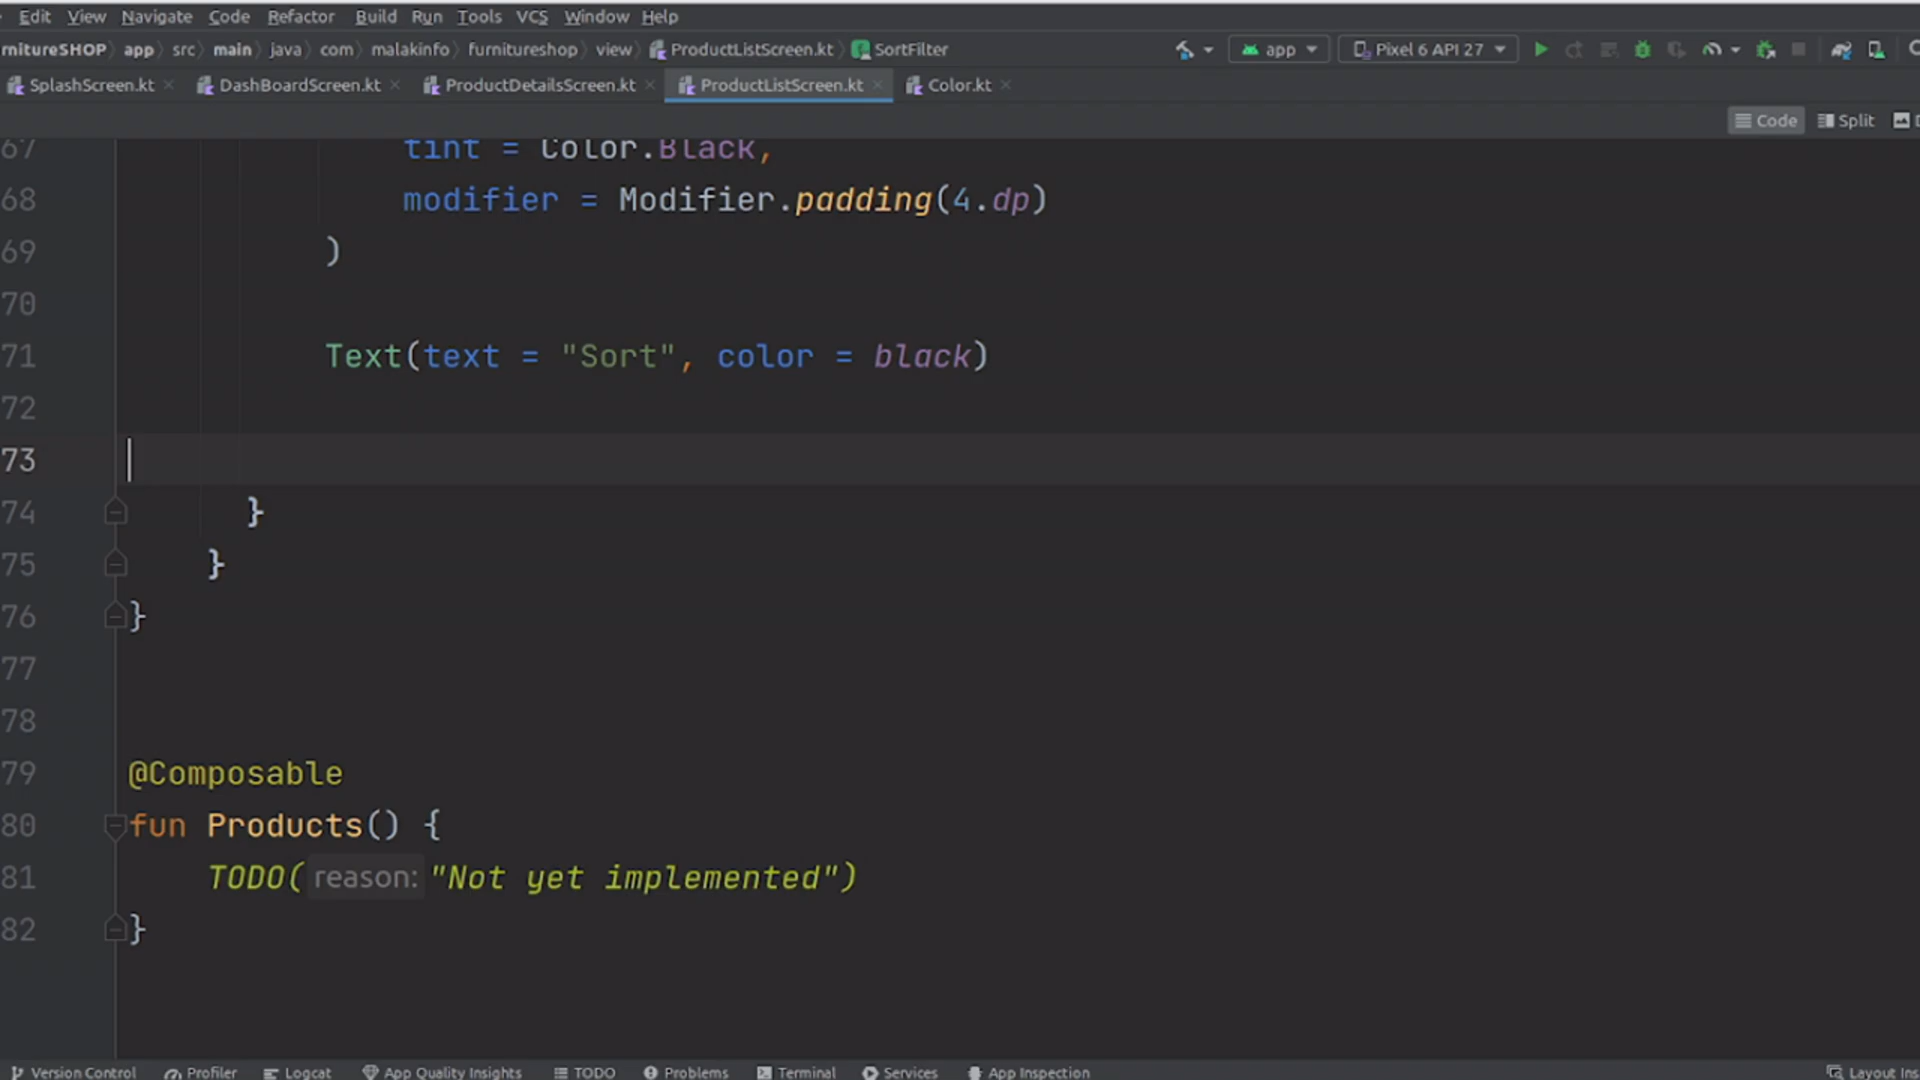 Edit View Navigate Code Refactor Build Run Tools VCS Window Help
rnitureSHOP app src main java com malakinfo furnitureshop view ProductListScreen.kt SortFilter app Pixel 6 API 27
SplashScreen.kt DashBoardScreen.kt ProductDetailsScreen.kt ProductListScreen.kt Color.kt
Code Split
67 tint = Color.Black,
68 modifier = Modifier.padding(4.dp)
69 )
70
71 Text(text = "Sort", color = black)
72
73
74 }
75 }
76 }
77
78
79 @Composable
80 fun Products() {
81 TODO( reason: "Not yet implemented")
82 }
Version Control Profiler Logcat App Quality Insights TODO Problems Terminal Services App Inspection Layout Ins